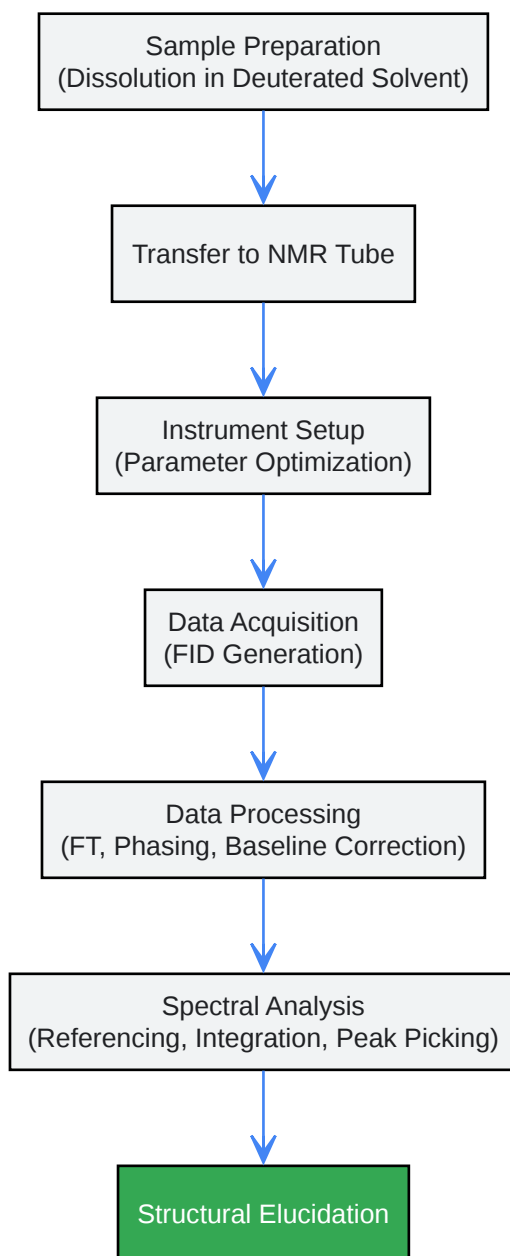 Sample Preparation
(Dissolution in Deuterated Solvent)
Transfer to NMR Tube
Instrument Setup
(Parameter Optimization)
Data Acquisition
(FID Generation)
Data Processing
(FT, Phasing, Baseline Correction)
Spectral Analysis
(Referencing, Integration, Peak Picking)
Structural Elucidation